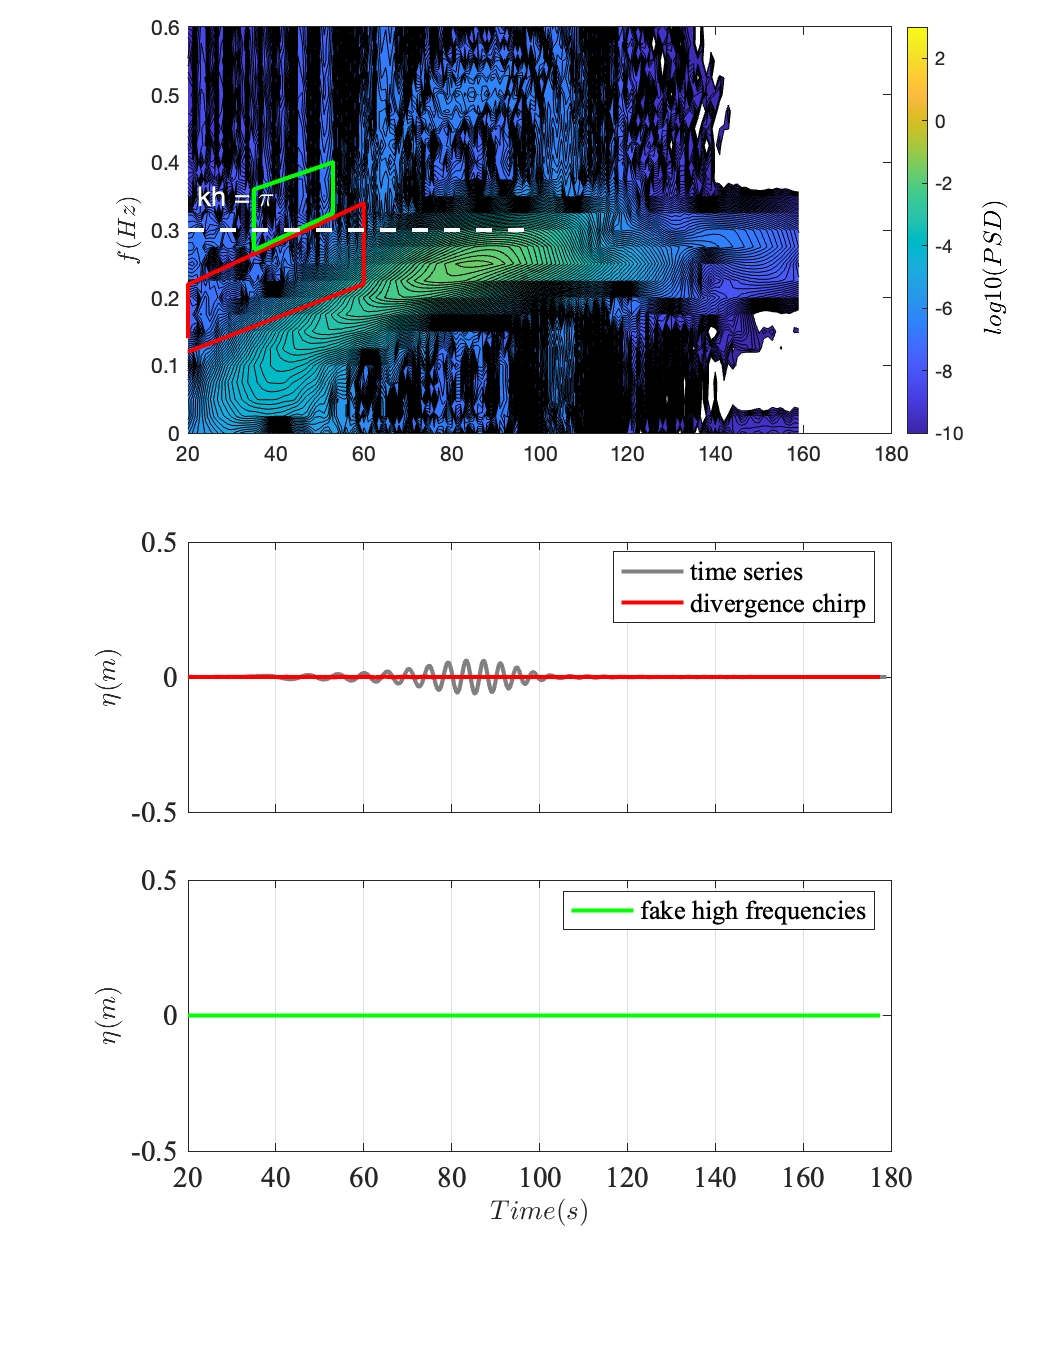 0.6
0.5
0.4
0.3
0.2
0.1
0
f(Hz)
kh = π
20 40 60 80 100 120 140 160 180
2
0
-2
-4
-6
-8
-10
log10(PSD)
0.5
0
-0.5
η(m)
time series
divergence chirp
0.5
0
-0.5
η(m)
fake high frequencies
20 40 60 80 100 120 140 160 180
Time(s)